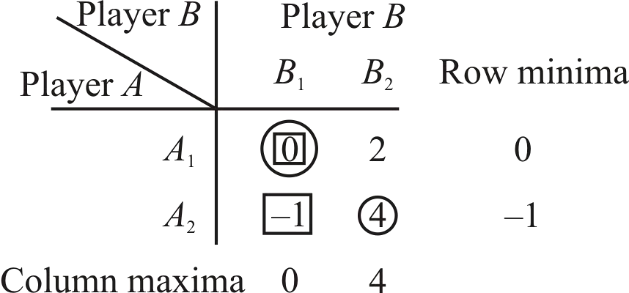 Player B Player B
Player A B₁ B₂ Row minima
A₁ 0 2 0
A₂ –1 4 –1
Column maxima 0 4